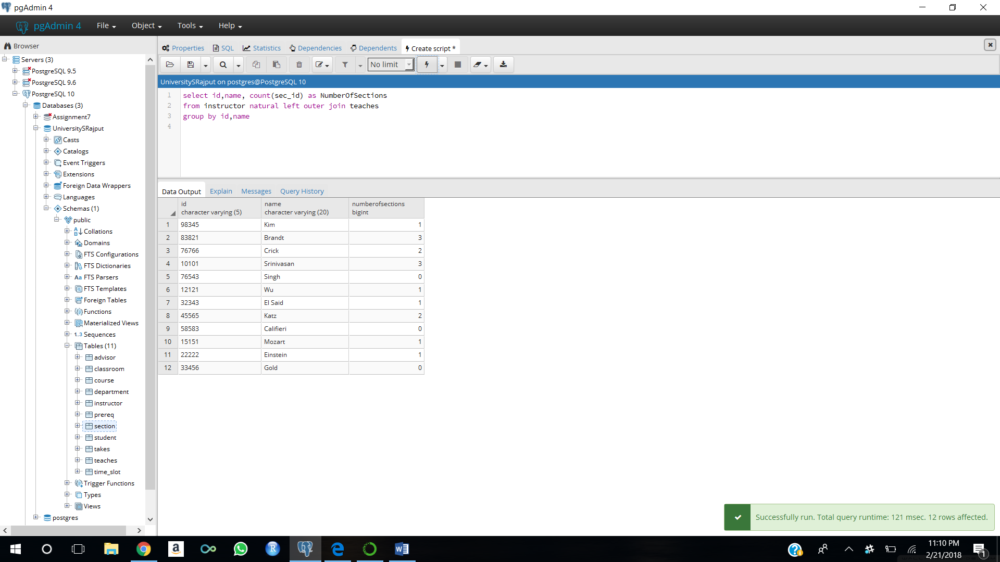 pgAdmin 4
pgAdmin 4 File Object Tools Help
Browser
Servers (3)
PostgreSQL 9.5
PostgreSQL 9.6
PostgreSQL 10
Databases (3)
Assignment7
UniversitySRajput
Casts
Catalogs
Event Triggers
Extensions
Foreign Data Wrappers
Languages
Schemas (1)
public
Collations
Domains
FTS Configurations
FTS Dictionaries
Aa FTS Parsers
FTS Templates
Foreign Tables
Functions
Materialized Views
1..3 Sequences
Tables (11)
advisor
classroom
course
department
instructor
prereq
section
student
takes
teaches
time_slot
Trigger Functions
Types
Views
postgres
Properties SQL Statistics Dependencies Dependents Create script *
No limit
UniversitySRajput on postgres@PostgreSQL 10
1 select id,name, count(sec_id) as NumberOfSections
2 from instructor natural left outer join teaches
3 group by id,name
4
Data Output Explain Messages Query History
id name numberofsections
character varying (5) character varying (20) bigint
1 98345 Kim 1
2 83821 Brandt 3
3 76766 Crick 2
4 10101 Srinivasan 3
5 76543 Singh 0
6 12121 Wu 1
7 32343 El Said 1
8 45565 Katz 2
9 58583 Califieri 0
10 15151 Mozart 1
11 22222 Einstein 1
12 33456 Gold 0
Successfully run. Total query runtime: 121 msec. 12 rows affected.
11:10 PM
2/21/2018
1